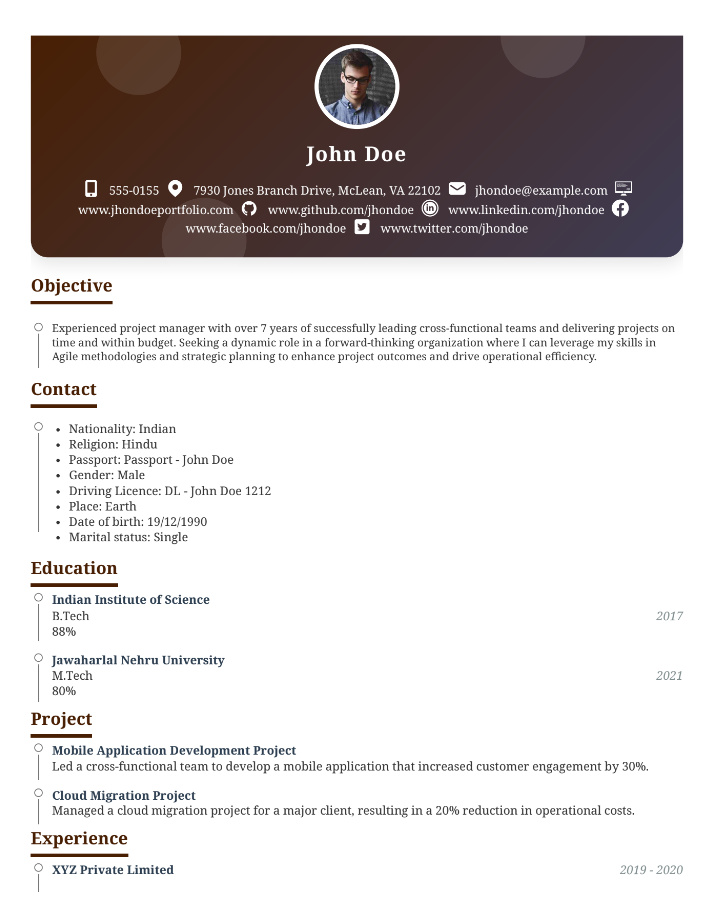 John Doe
555-0155 7930 Jones Branch Drive, McLean, VA 22102 jhondoe@example.com
www.jhondoeportfolio.com www.github.com/jhondoe www.linkedin.com/jhondoe
www.facebook.com/jhondoe www.twitter.com/jhondoe
Objective
Experienced project manager with over 7 years of successfully leading cross-functional teams and delivering projects on
time and within budget. Seeking a dynamic role in a forward-thinking organization where I can leverage my skills in
Agile methodologies and strategic planning to enhance project outcomes and drive operational efficiency.
Contact
• Nationality: Indian
• Religion: Hindu
• Passport: Passport - John Doe
• Gender: Male
• Driving Licence: DL - John Doe 1212
• Place: Earth
• Date of birth: 19/12/1990
• Marital status: Single
Education
Indian Institute of Science
B.Tech 2017
88%
Jawaharlal Nehru University
M.Tech 2021
80%
Project
Mobile Application Development Project
Led a cross-functional team to develop a mobile application that increased customer engagement by 30%.
Cloud Migration Project
Managed a cloud migration project for a major client, resulting in a 20% reduction in operational costs.
Experience
XYZ Private Limited 2019 - 2020